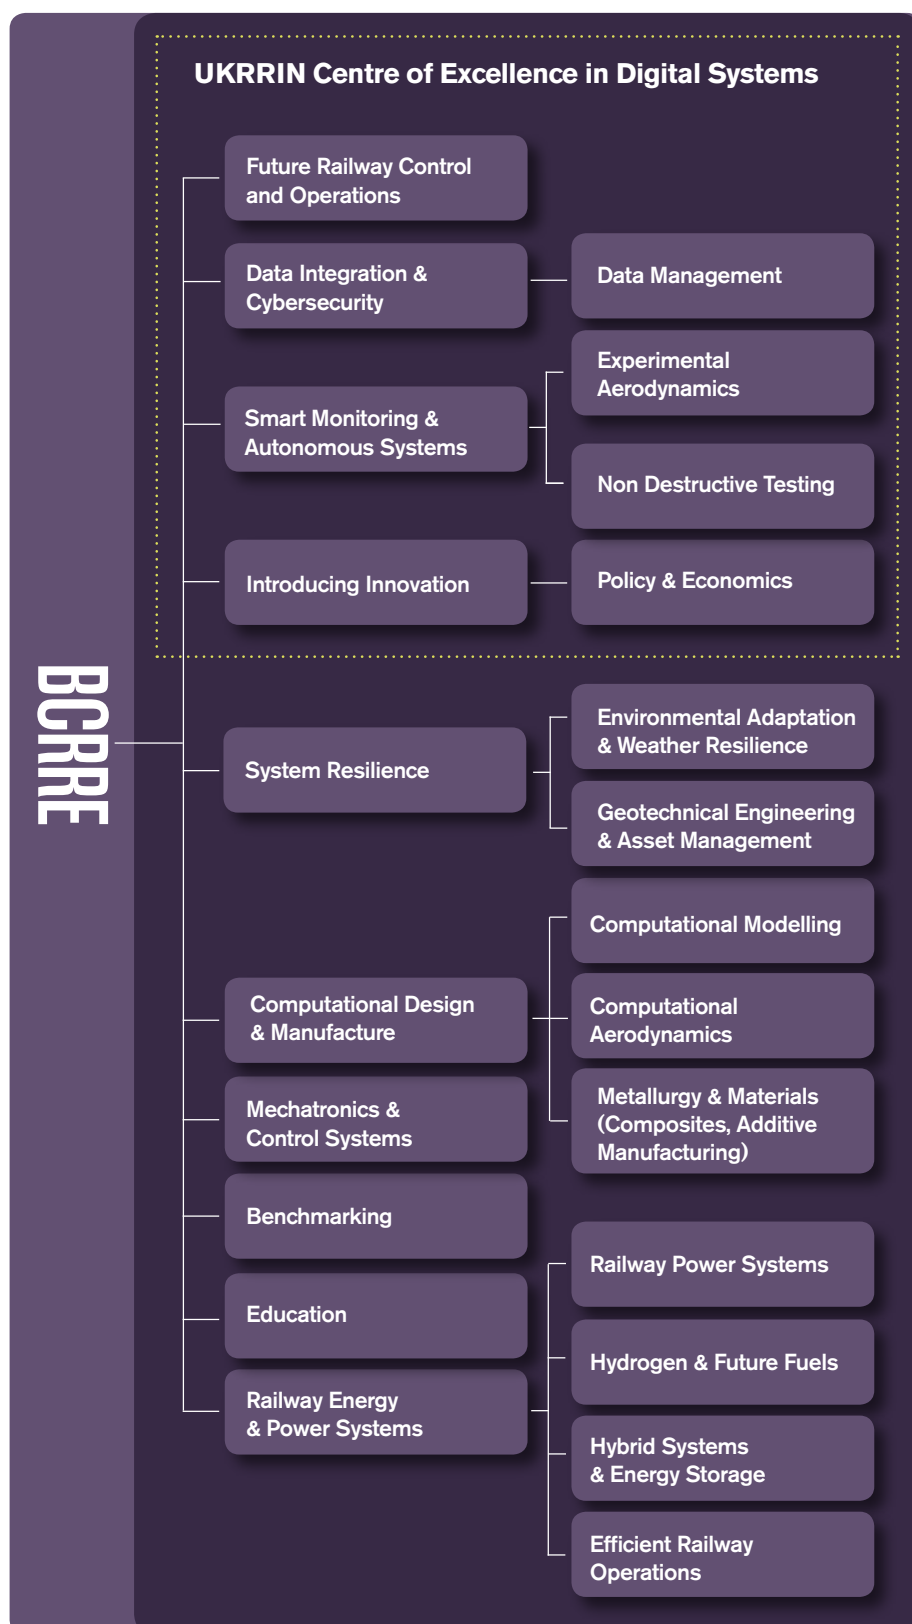 UKRRIN Centre of Excellence in Digital Systems
Future Railway Control
and Operations
Data Integration &
Cybersecurity
Data Management
Experimental
Aerodynamics
Smart Monitoring &
Autonomous Systems
Non Destructive Testing
Introducing Innovation
Policy & Economics
BCRRE
Environmental Adaptation
& Weather Resilience
System Resilience
Geotechnical Engineering
& Asset Management
Computational Modelling
Computational Design
& Manufacture
Computational
Aerodynamics
Metallurgy & Materials
(Composites, Additive
Manufacturing)
Mechatronics &
Control Systems
Benchmarking
Education
Railway Energy
& Power Systems
Railway Power Systems
Hydrogen & Future Fuels
Hybrid Systems
& Energy Storage
Efficient Railway
Operations